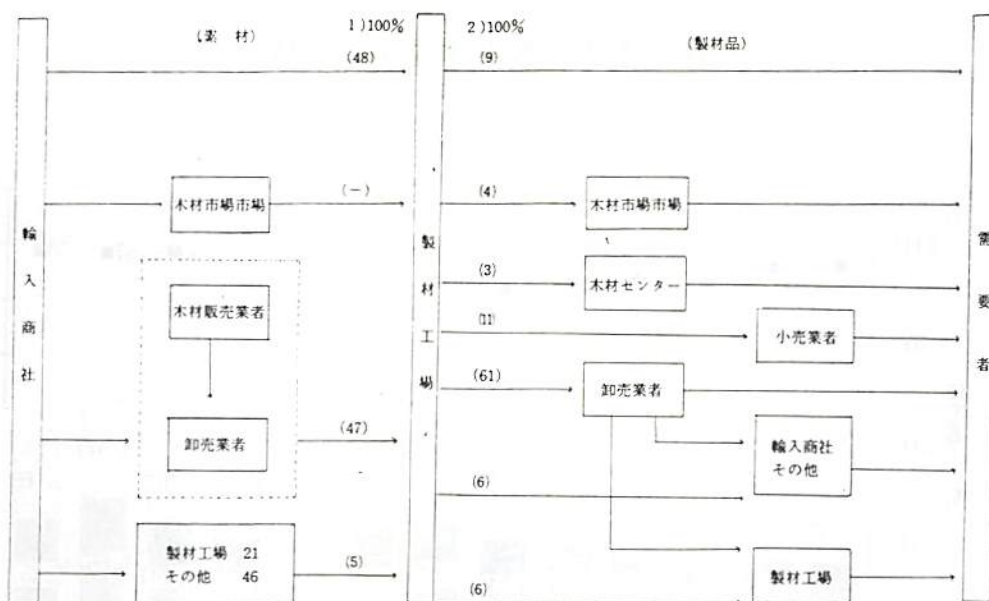 1)100%
2)100%
(素 材)
(製材品)
(48)
(9)
木材市場市場
(-)
(4)
木材市場市場
輸入商社
製材工場
需要者
木材販売業者
(3)
木材センター
(11)
小売業者
(61)
卸売業者
卸売業者
(47)
輸入商社
その他
(6)
製材工場 21
その他 46
(5)
製材工場
(6)